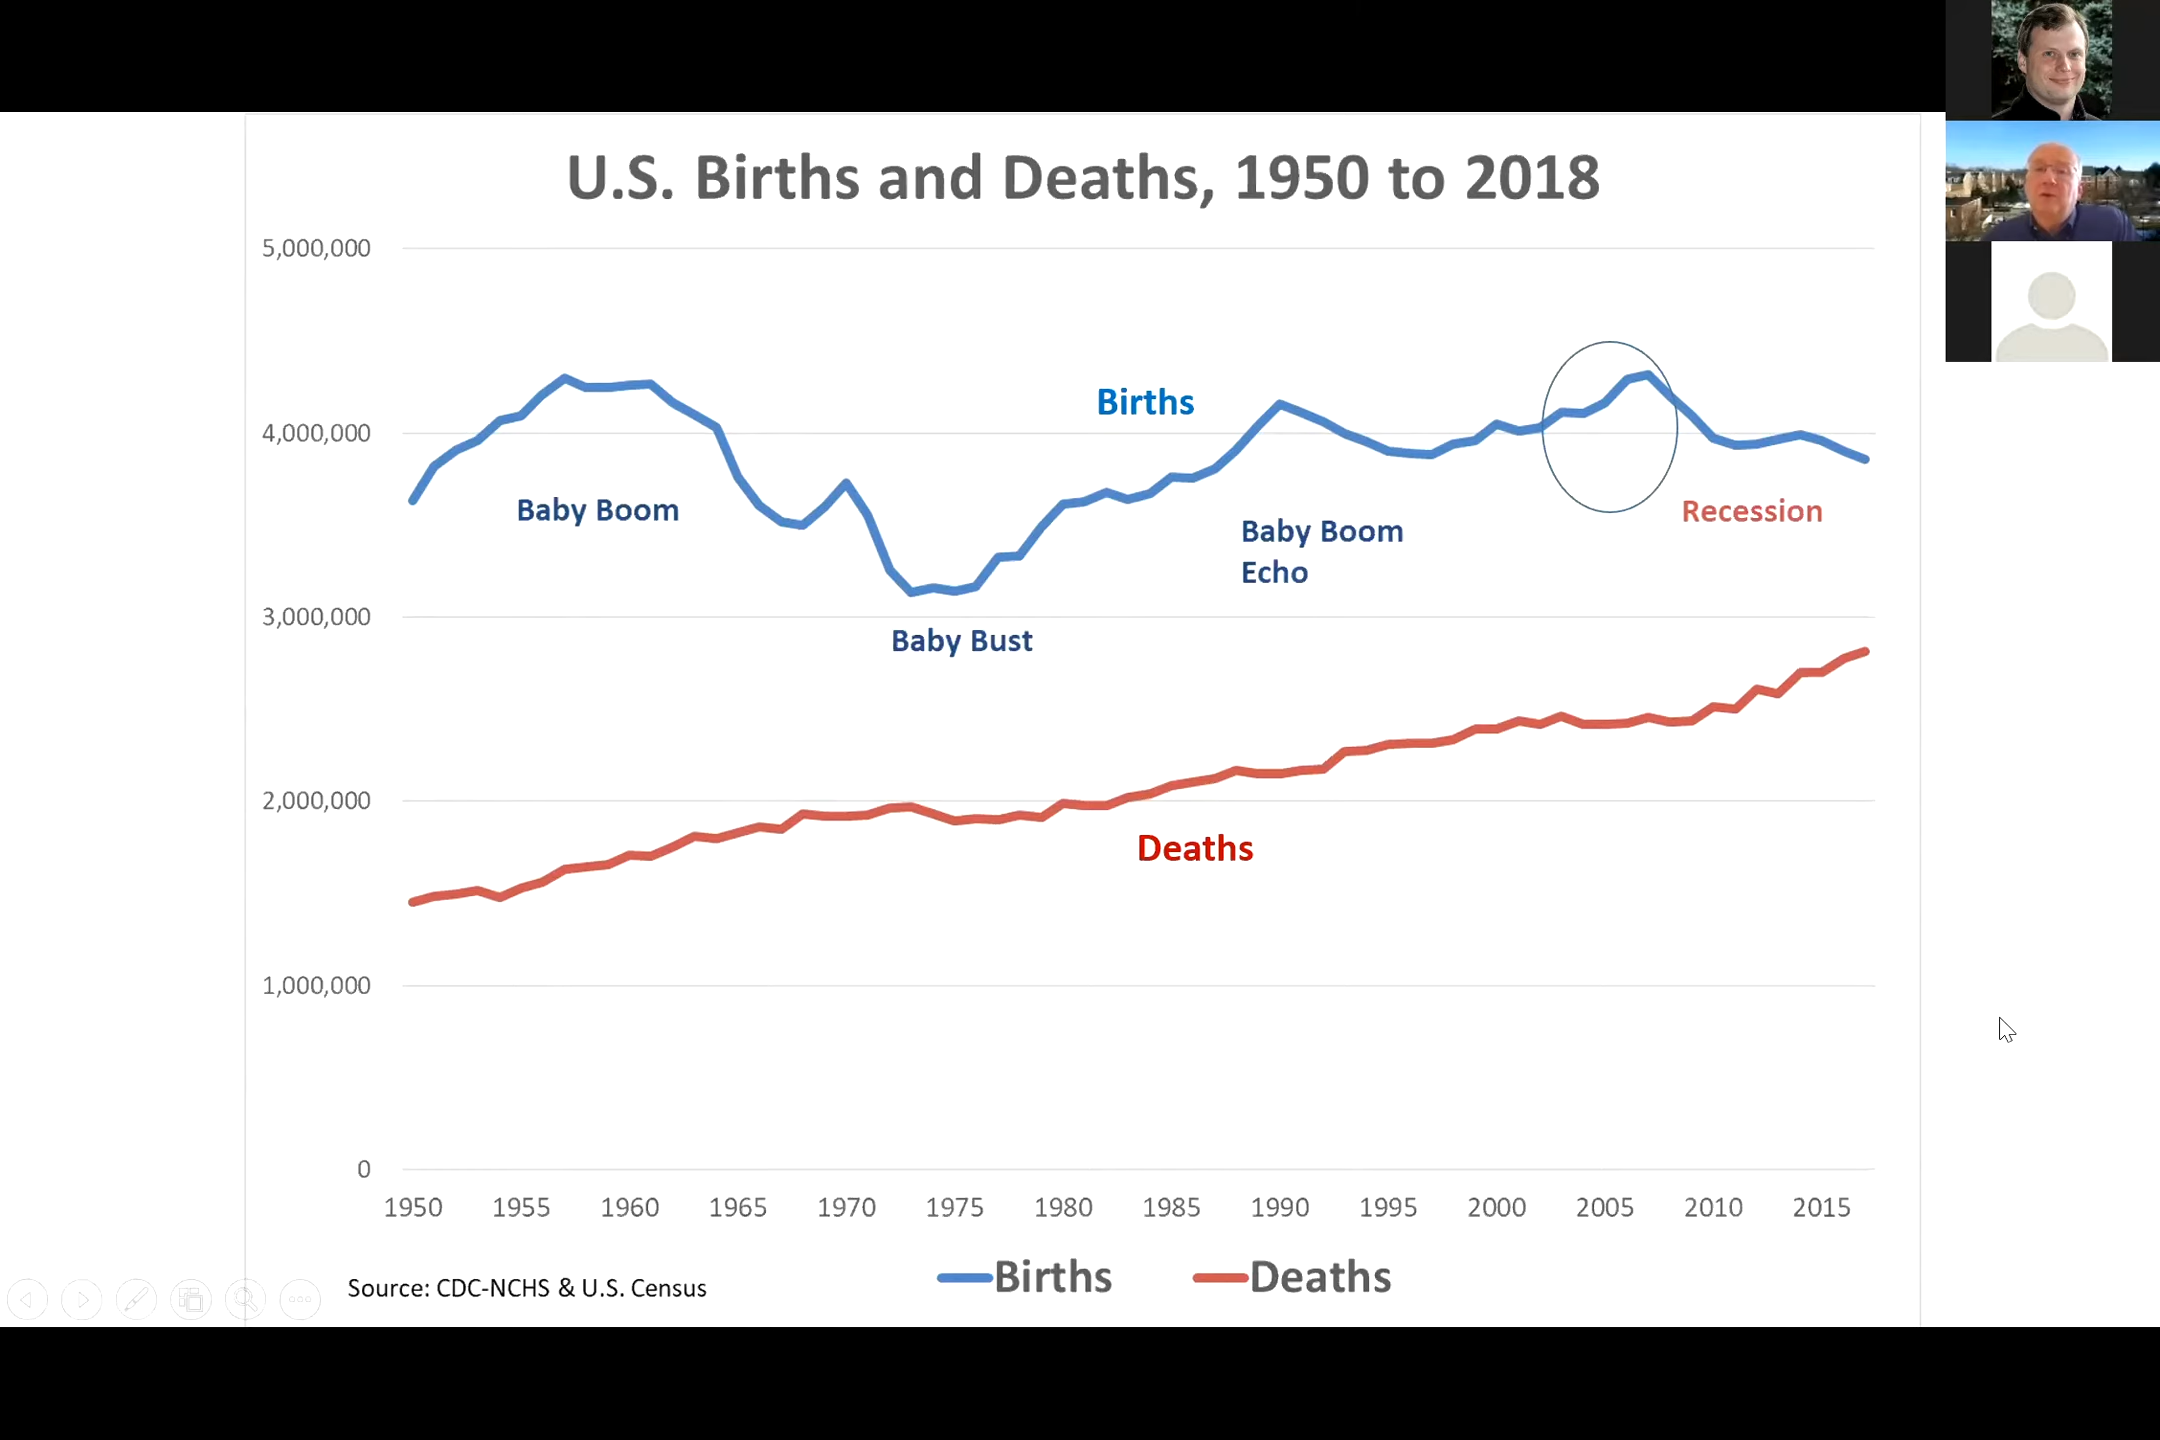 U.S. Births and Deaths, 1950 to 2018
5,000,000
4,000,000
3,000,000
2,000,000
1,000,000
0
Births
Baby Boom
Baby Boom
Echo
Recession
Baby Bust
Deaths
1950 1955 1960 1965 1970 1975 1980 1985 1990 1995 2000 2005 2010 2015
Births Deaths
Source: CDC-NCHS & U.S. Census